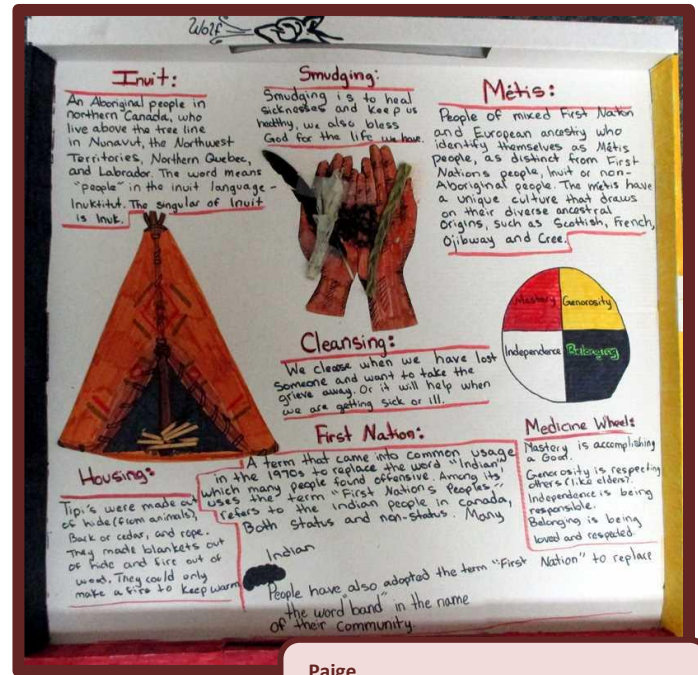 Wolf
Inuit:
An Aboriginal people in
northern Canada, who
live above the tree line
in Nunavut, the Northwest
Territories, Northern Quebec,
and Labrador. The word means
"people" in the inuit language -
Inuktitut. The singular of Inuit
is Inuk.
Smudging:
Smudging is to heal
sicknesses and keep us
healthy, we also bless
God for the life we have.
Métis:
People of mixed First Nation
and European ancestry who
identify themselves as Métis
people, as distinct from First
Nations people, Inuit or non-
Aboriginal people. The métis have
a unique culture that draws
on their diverse ancestral
origins, such as Scottish, French,
Ojibway and Cree.
Mastery
Generosity
Independence
Belonging
Cleansing:
We cleanse when we have lost
someone and want to take the
grieve away. Or it will help when
we are getting sick or ill.
Housing:
Tipi's were made out
of hide (from animals),
Bark or cedar, and rope.
They made blankets out
of hide and fire out of
wood. They could only
make a fire to keep warm
First Nation:
A term that came into common usage
in the 1970s to replace the word "Indian"
which many people found offensive. Among its
uses the term "First Nation's Peoples"
refers to the indian people in canada,
Both Status and non-status. Many
Indian
People have also adopted the term "First Nation" to replace
the word "band" in the name
of their community.
Medicine Wheel:
Mastery is accomplishing
a Goal.
Generosity is respecting
others (like elders).
Independence is being
responsible.
Belonging is being
loved and respected.
Paige